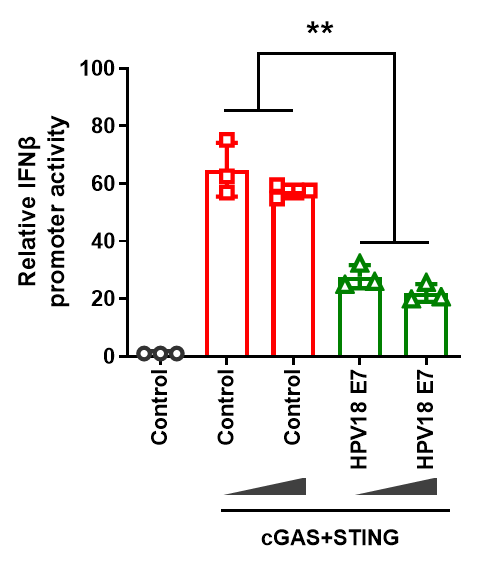 **
Relative IFNβ
promoter activity
100
80
60
40
20
0
Control
Control
Control
HPV18 E7
HPV18 E7
cGAS+STING